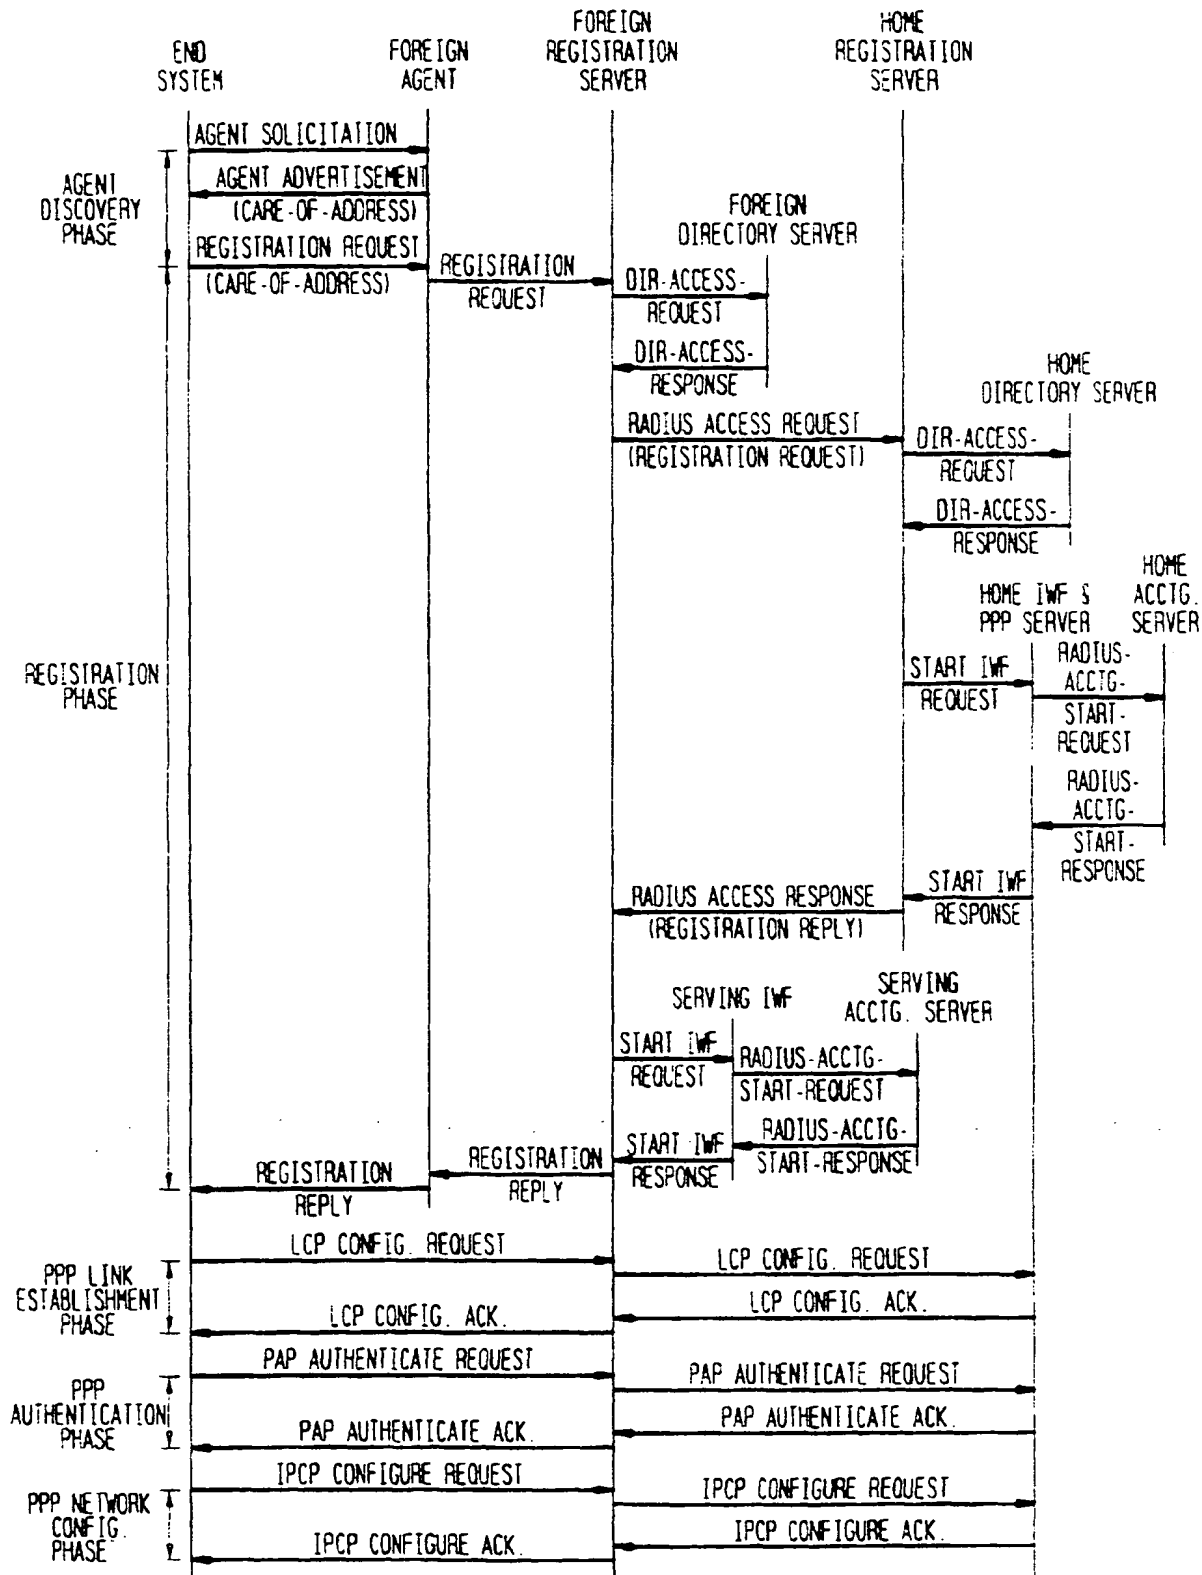 END
SYSTEM
FOREIGN
AGENT
FOREIGN
REGISTRATION
SERVER
HOME
REGISTRATION
SERVER
AGENT SOLICITATION
AGENT ADVERTISEMENT
(CARE-OF-ADDRESS)
AGENT
DISCOVERY
PHASE
REGISTRATION REQUEST
(CARE-OF-ADDRESS)
FOREIGN
DIRECTORY SERVER
REGISTRATION
REQUEST
DIR-ACCESS-
REQUEST
DIR-ACCESS-
RESPONSE
HOME
DIRECTORY SERVER
RADIUS ACCESS REQUEST
(REGISTRATION REQUEST)
DIR-ACCESS-
REQUEST
DIR-ACCESS-
RESPONSE
HOME IWF &
PPP SERVER
HOME
ACCTG.
SERVER
REGISTRATION
PHASE
START IWF
REQUEST
RADIUS-
ACCTG-
START-
REQUEST
RADIUS-
ACCTG-
START-
RESPONSE
START IWF
RESPONSE
RADIUS ACCESS RESPONSE
(REGISTRATION REPLY)
SERVING IWF
SERVING
ACCTG. SERVER
START IWF
REQUEST
RADIUS-ACCTG-
START-REQUEST
RADIUS-ACCTG-
START-RESPONSE
START IWF
RESPONSE
REGISTRATION
REPLY
REGISTRATION
REPLY
LCP CONFIG. REQUEST
LCP CONFIG. REQUEST
PPP LINK
ESTABLISHMENT
PHASE
LCP CONFIG. ACK.
LCP CONFIG. ACK.
PAP AUTHENTICATE REQUEST
PAP AUTHENTICATE REQUEST
PPP
AUTHENTICATION
PHASE
PAP AUTHENTICATE ACK.
PAP AUTHENTICATE ACK.
IPCP CONFIGURE REQUEST
IPCP CONFIGURE REQUEST
PPP NETWORK
CONFIG.
PHASE
IPCP CONFIGURE ACK.
IPCP CONFIGURE ACK.